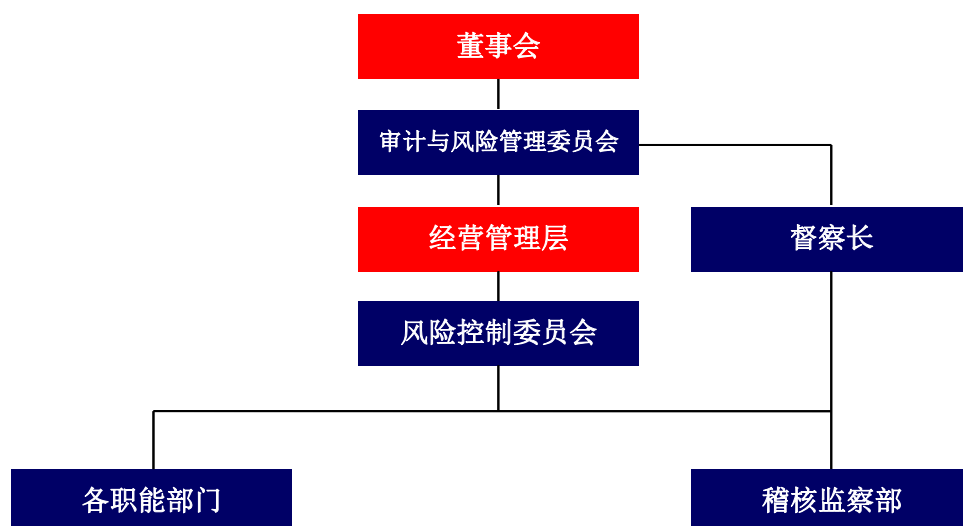 董事会
审计与风险管理委员会
经营管理层
督察长
风险控制委员会
各职能部门
稽核监察部